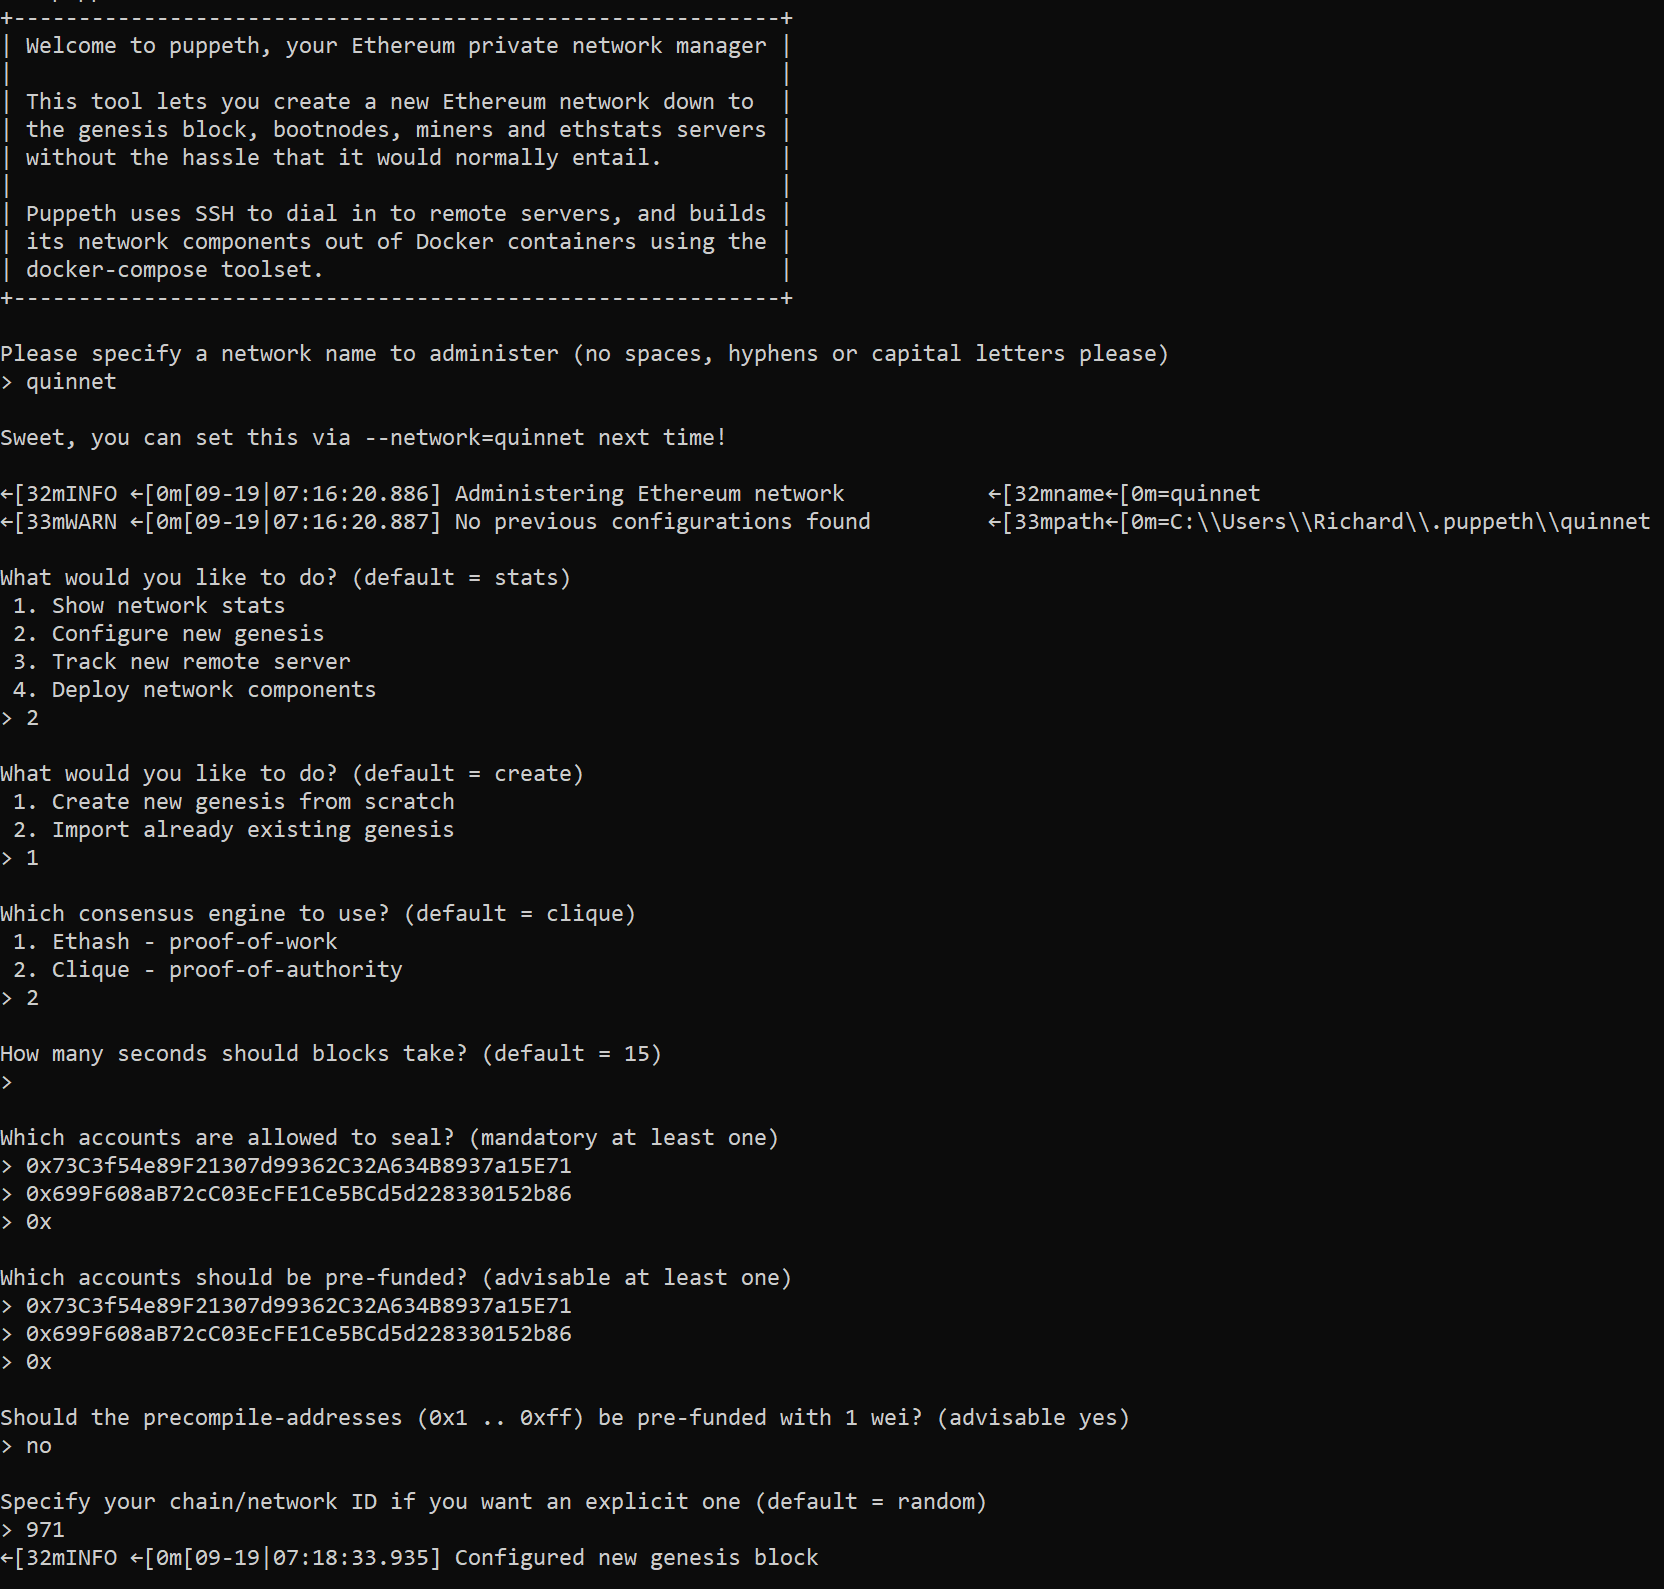 +-----------------------------------------------------------+
| Welcome to puppeth, your Ethereum private network manager |
|                                                           |
| This tool lets you create a new Ethereum network down to  |
| the genesis block, bootnodes, miners and ethstats servers |
| without the hassle that it would normally entail.         |
|                                                           |
| Puppeth uses SSH to dial in to remote servers, and builds |
| its network components out of Docker containers using the |
| docker-compose toolset.                                   |
+-----------------------------------------------------------+

Please specify a network name to administer (no spaces, hyphens or capital letters please)
> quinnet

Sweet, you can set this via --network=quinnet next time!

←[32mINFO ←[0m[09-19|07:16:20.886] Administering Ethereum network           ←[32mname←[0m=quinnet
←[33mWARN ←[0m[09-19|07:16:20.887] No previous configurations found         ←[33mpath←[0m=C:\\Users\\Richard\\.puppeth\\quinnet

What would you like to do? (default = stats)
 1. Show network stats
 2. Configure new genesis
 3. Track new remote server
 4. Deploy network components
> 2

What would you like to do? (default = create)
 1. Create new genesis from scratch
 2. Import already existing genesis
> 1

Which consensus engine to use? (default = clique)
 1. Ethash - proof-of-work
 2. Clique - proof-of-authority
> 2

How many seconds should blocks take? (default = 15)
>

Which accounts are allowed to seal? (mandatory at least one)
> 0x73C3f54e89F21307d99362C32A634B8937a15E71
> 0x699F608aB72cC03EcFE1Ce5BCd5d228330152b86
> 0x

Which accounts should be pre-funded? (advisable at least one)
> 0x73C3f54e89F21307d99362C32A634B8937a15E71
> 0x699F608aB72cC03EcFE1Ce5BCd5d228330152b86
> 0x

Should the precompile-addresses (0x1 .. 0xff) be pre-funded with 1 wei? (advisable yes)
> no

Specify your chain/network ID if you want an explicit one (default = random)
> 971
←[32mINFO ←[0m[09-19|07:18:33.935] Configured new genesis block